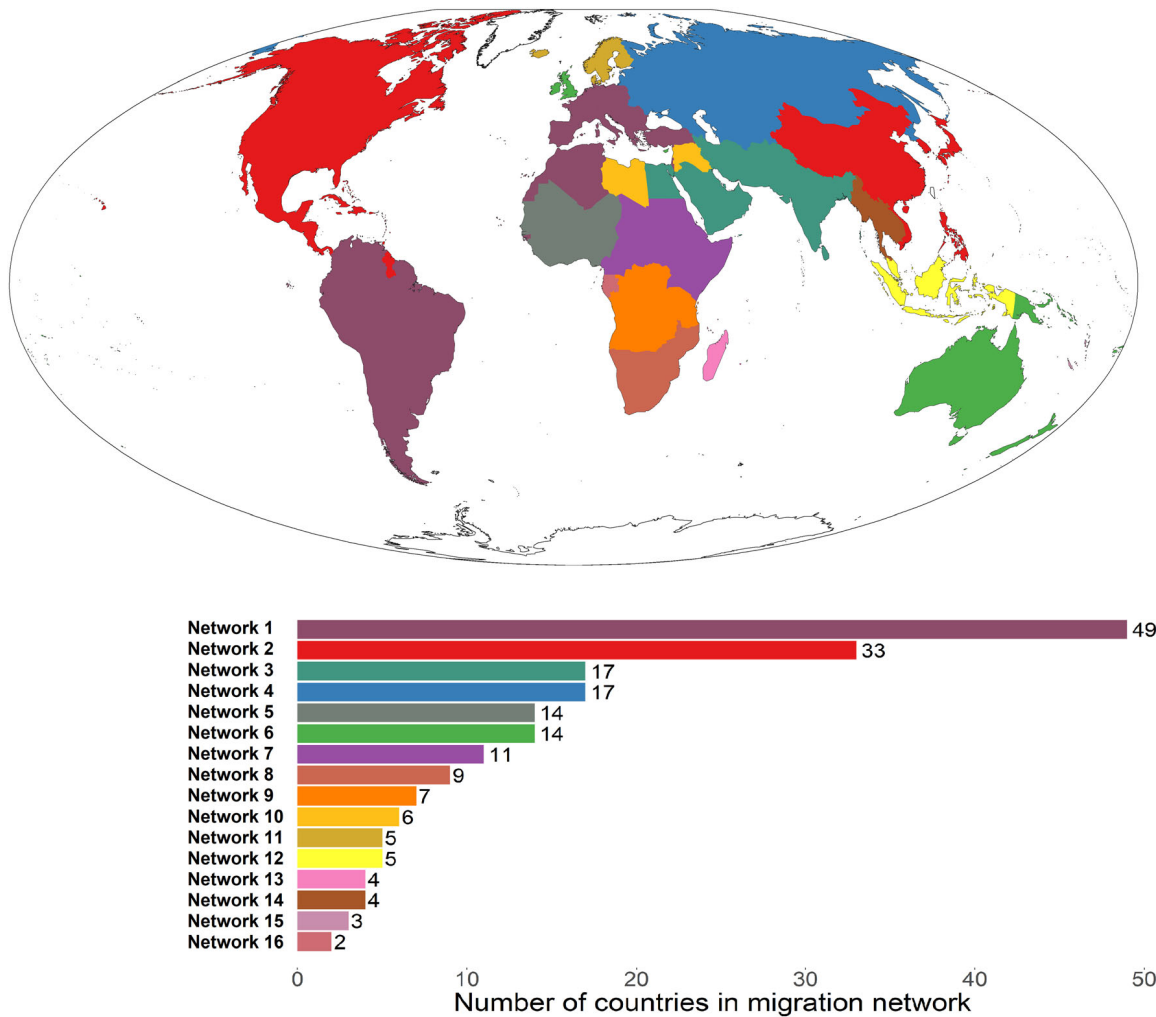 Network 1 49
Network 2 33
Network 3 17
Network 4 17
Network 5 14
Network 6 14
Network 7 11
Network 8 9
Network 9 7
Network 10 6
Network 11 5
Network 12 5
Network 13 4
Network 14 4
Network 15 3
Network 16 2
0 10 20 30 40 50
Number of countries in migration network